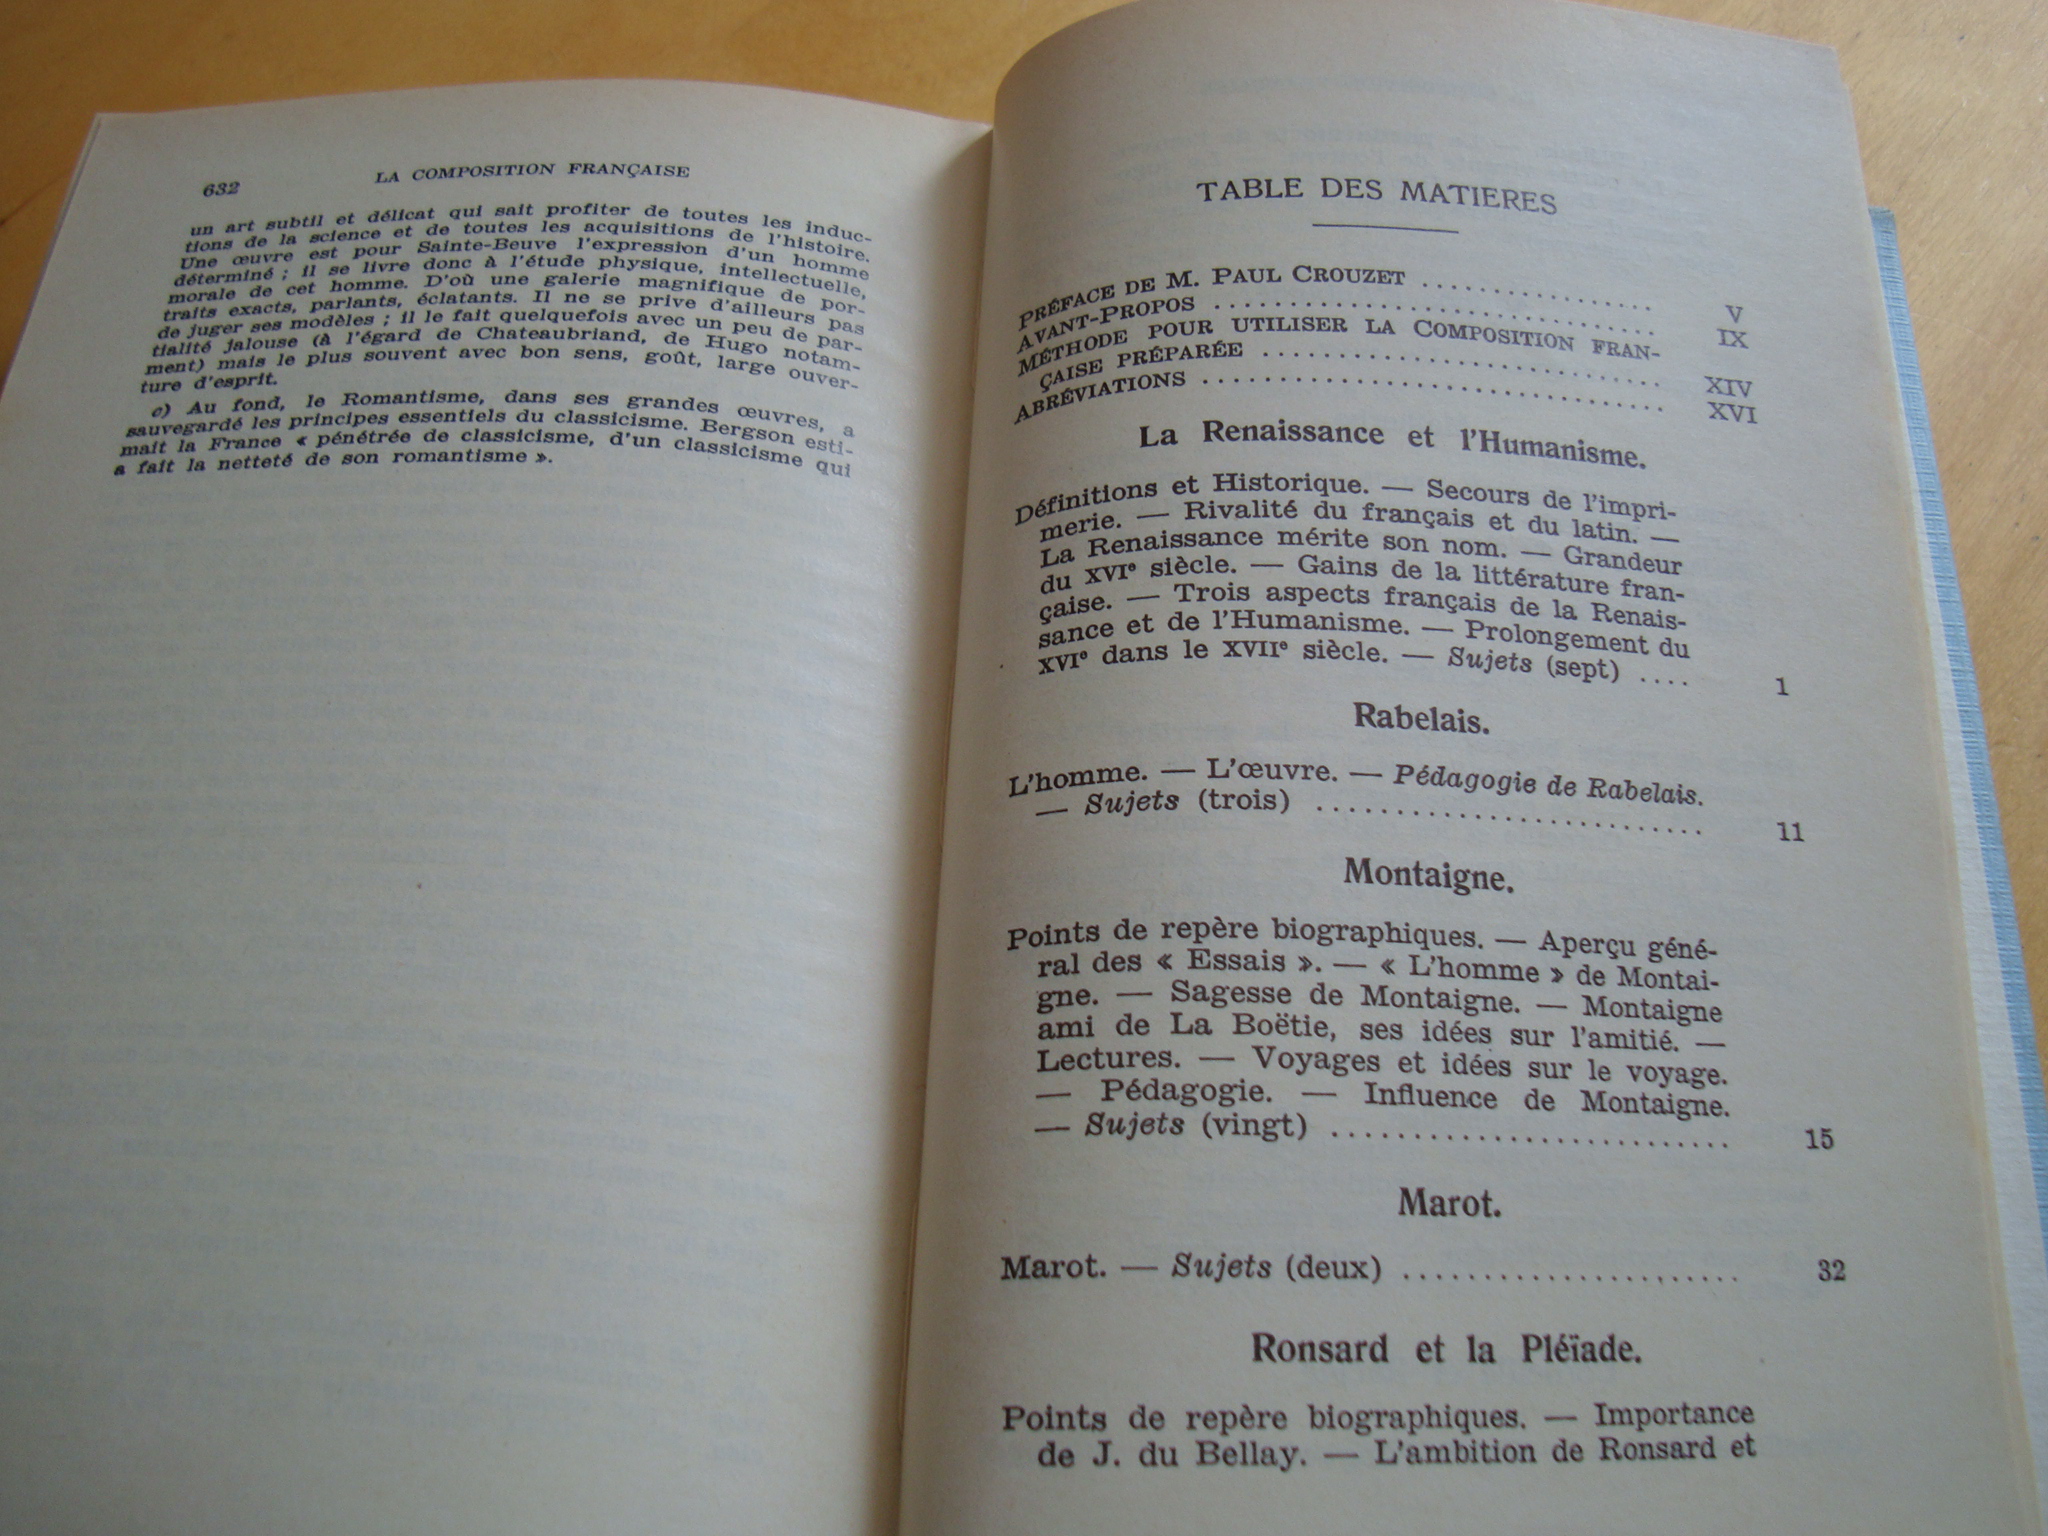 632
LA COMPOSITION FRANÇAISE
un art subtil et délicat qui sait profiter de toutes les induc-
tions de la science et de toutes les acquisitions de l'histoire.
Une œuvre est pour Sainte-Beuve l'expression d'un homme
déterminé ; il se livre donc à l'étude physique, intellectuelle,
morale de cet homme. D'où une galerie magnifique de por-
traits exacts, parlants, éclatants. Il ne se prive d'ailleurs pas
de juger ses modèles ; il le fait quelquefois avec un peu de par-
tialité jalouse (à l'égard de Chateaubriand, de Hugo notam-
ment) mais le plus souvent avec bon sens, goût, large ouver-
ture d'esprit.
c) Au fond, le Romantisme, dans ses grandes œuvres, a
sauvegardé les principes essentiels du classicisme. Bergson esti-
mait la France « pénétrée de classicisme, d'un classicisme qui
a fait la netteté de son romantisme ».
TABLE DES MATIERES
PRÉFACE DE M. PAUL CROUZET .................. V
AVANT-PROPOS .................. IX
MÉTHODE POUR UTILISER LA COMPOSITION FRAN-
ÇAISE PRÉPARÉE .................. XIV
ABRÉVIATIONS .................. XVI
La Renaissance et l'Humanisme.
Définitions et Historique. — Secours de l'impri-
merie. — Rivalité du français et du latin. —
La Renaissance mérite son nom. — Grandeur
du XVIe siècle. — Gains de la littérature fran-
çaise. — Trois aspects français de la Renais-
sance et de l'Humanisme. — Prolongement du
XVIe dans le XVIIe siècle. — Sujets (sept) .... 1
Rabelais.
L'homme. — L'œuvre. — Pédagogie de Rabelais.
— Sujets (trois) .................. 11
Montaigne.
Points de repère biographiques. — Aperçu géné-
ral des « Essais ». — « L'homme » de Montai-
gne. — Sagesse de Montaigne. — Montaigne
ami de La Boëtie, ses idées sur l'amitié. —
Lectures. — Voyages et idées sur le voyage.
— Pédagogie. — Influence de Montaigne.
— Sujets (vingt) .................. 15
Marot.
Marot. — Sujets (deux) .................. 32
Ronsard et la Pléïade.
Points de repère biographiques. — Importance
de J. du Bellay. — L'ambition de Ronsard et